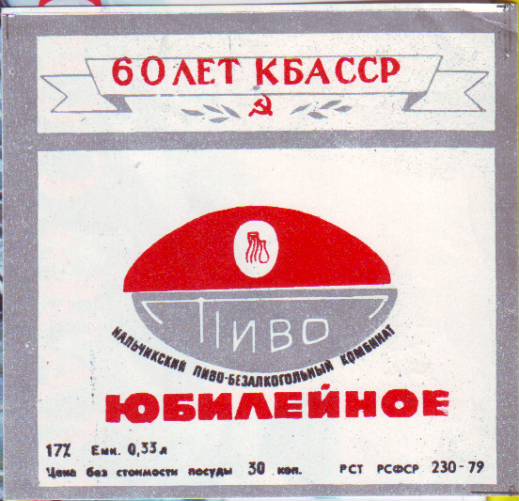 60 ЛЕТ КБАССР
ПИВО
НАЛЬЧИКСКИЙ ПИВО-БЕЗАЛКОГОЛЬНЫЙ КОМБИНАТ
ЮБИЛЕЙНОЕ
17% Емк. 0,33 л
Цена без стоимости посуды 30 коп. РСТ РСФСР 230-79